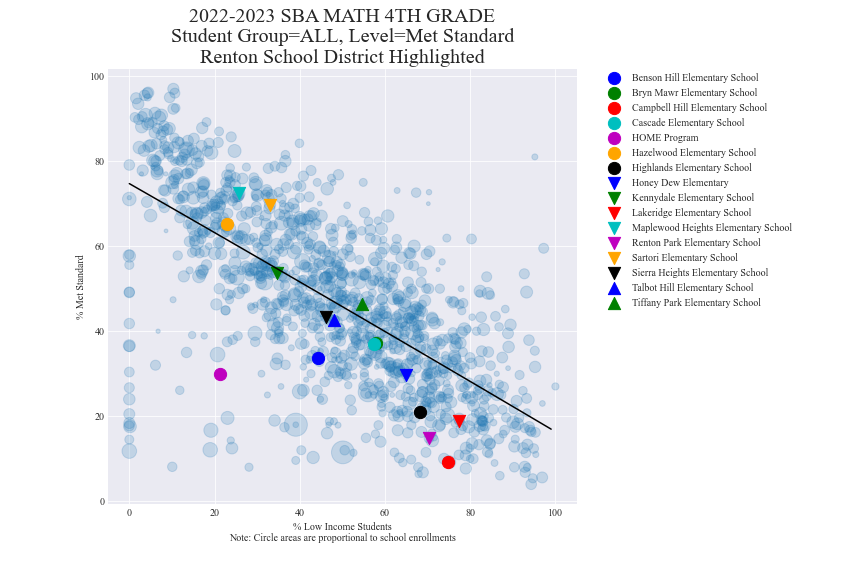 2022-2023 SBA MATH 4TH GRADE
Student Group=ALL, Level=Met Standard
Renton School District Highlighted
100
80
60
40
20
0
% Met Standard
0 20 40 60 80 100
% Low Income Students
Note: Circle areas are proportional to school enrollments
Benson Hill Elementary School
Bryn Mawr Elementary School
Campbell Hill Elementary School
Cascade Elementary School
HOME Program
Hazelwood Elementary School
Highlands Elementary School
Honey Dew Elementary
Kennydale Elementary School
Lakeridge Elementary School
Maplewood Heights Elementary School
Renton Park Elementary School
Sartori Elementary School
Sierra Heights Elementary School
Talbot Hill Elementary School
Tiffany Park Elementary School